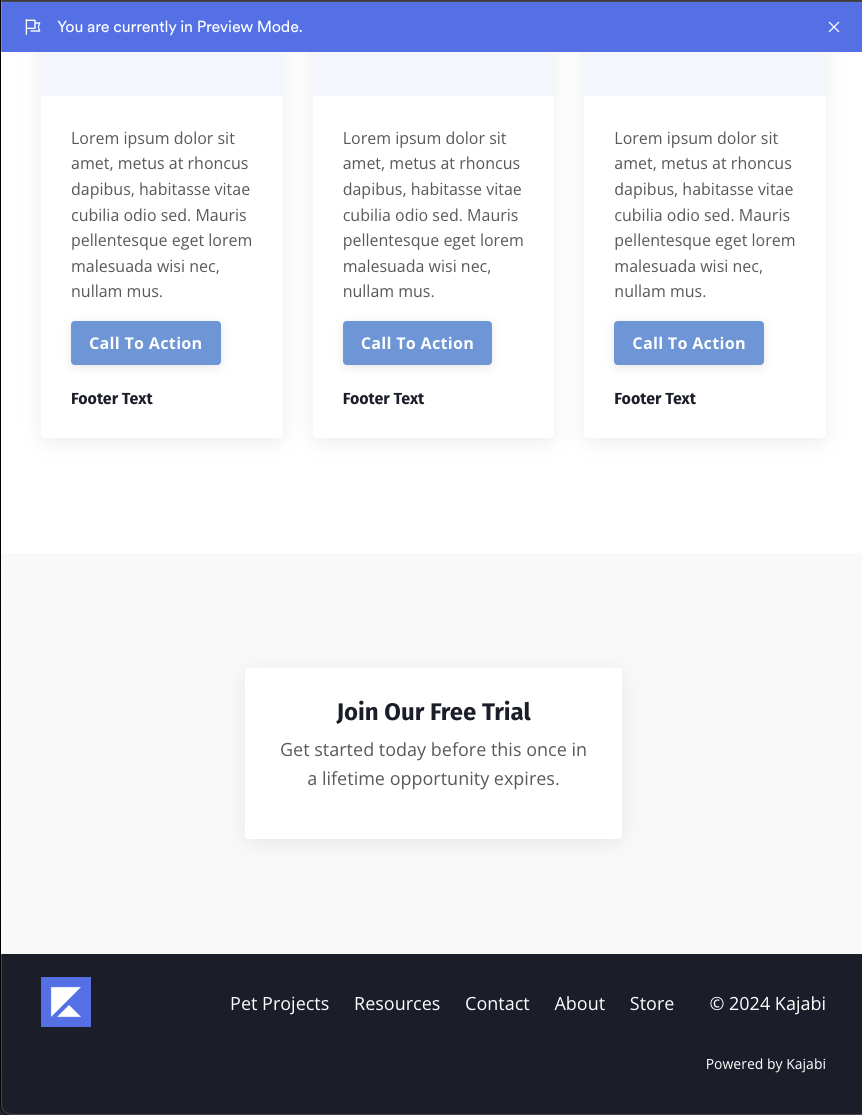 You are currently in Preview Mode.
Lorem ipsum dolor sit
amet, metus at rhoncus
dapibus, habitasse vitae
cubilia odio sed. Mauris
pellentesque eget lorem
malesuada wisi nec,
nullam mus.
Call To Action
Footer Text
Lorem ipsum dolor sit
amet, metus at rhoncus
dapibus, habitasse vitae
cubilia odio sed. Mauris
pellentesque eget lorem
malesuada wisi nec,
nullam mus.
Call To Action
Footer Text
Lorem ipsum dolor sit
amet, metus at rhoncus
dapibus, habitasse vitae
cubilia odio sed. Mauris
pellentesque eget lorem
malesuada wisi nec,
nullam mus.
Call To Action
Footer Text
Join Our Free Trial
Get started today before this once in
a lifetime opportunity expires.
Pet Projects Resources Contact About Store © 2024 Kajabi
Powered by Kajabi